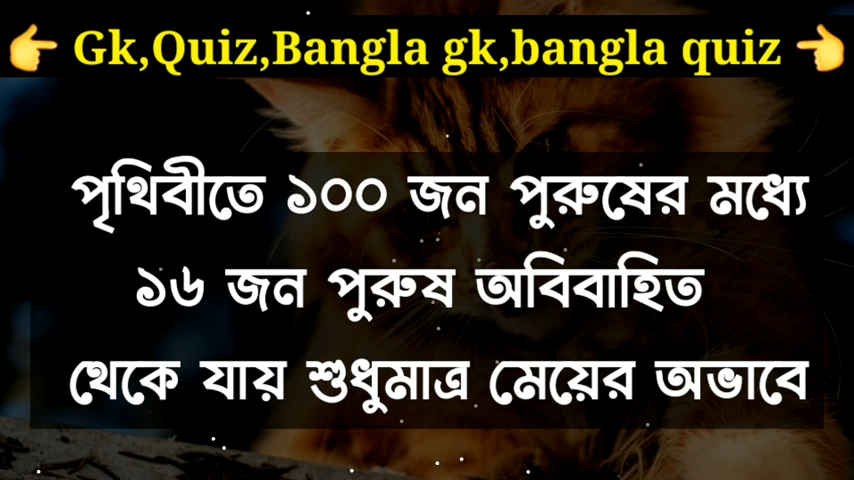 👉 Gk,Quiz,Bangla gk,bangla quiz 👈
পৃথিবীতে ১০০ জন পুরুষের মধ্যে
১৬ জন পুরুষ অবিবাহিত
থেকে যায় শুধুমাত্র মেয়ের অভাবে